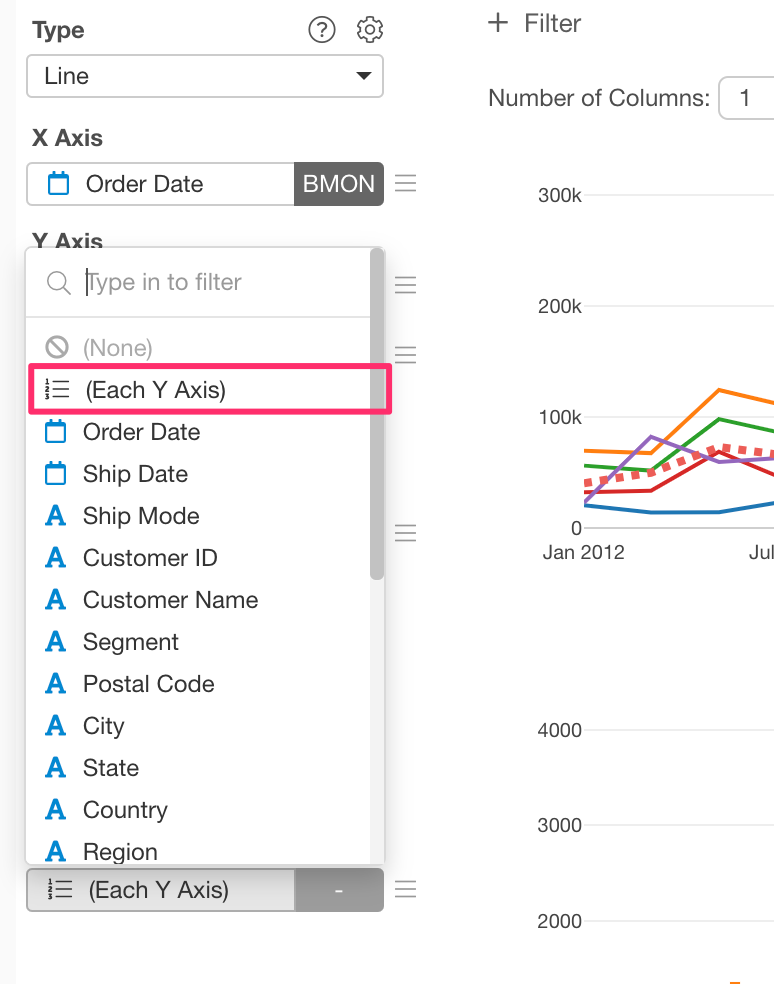 Type
Line
X Axis
Order Date BMON
Y Axis
Type in to filter
(None)
(Each Y Axis)
Order Date
Ship Date
Ship Mode
Customer ID
Customer Name
Segment
Postal Code
City
State
Country
Region
(Each Y Axis) -
+ Filter
Number of Columns: 1
300k
200k
100k
0
Jan 2012 Jul
4000
3000
2000